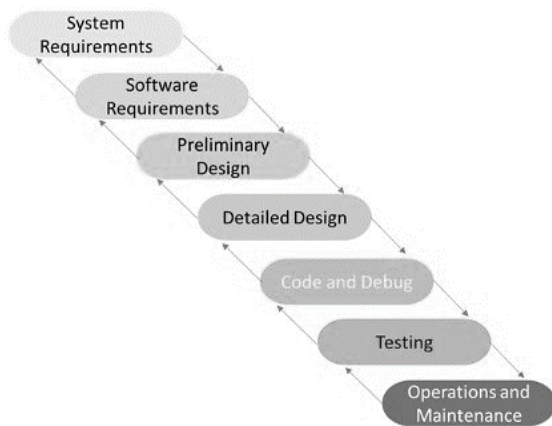 System
Requirements
Software
Requirements
Preliminary
Design
Detailed Design
Code and Debug
Testing
Operations and
Maintenance